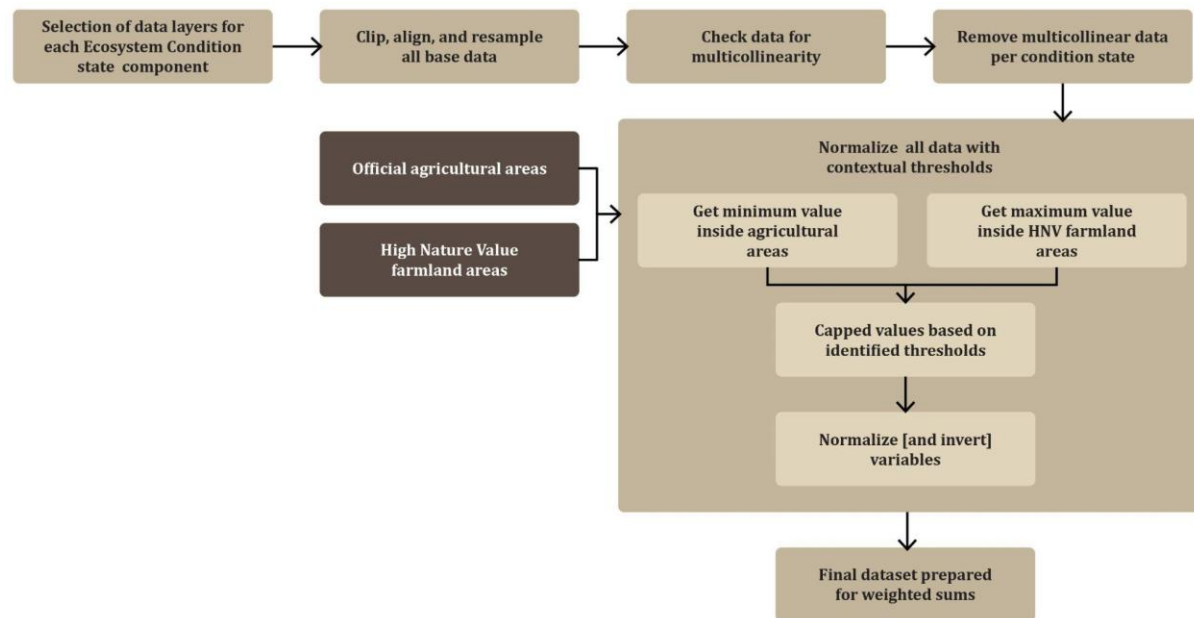 Selection of data layers for
each Ecosystem Condition
state component
Clip, align, and resample
all base data
Check data for
multicollinearity
Remove multicollinear data
per condition state
Official agricultural areas
High Nature Value
farmland areas
Normalize all data with
contextual thresholds
Get minimum value
inside agricultural
areas
Get maximum value
inside HNV farmland
areas
Capped values based on
identified thresholds
Normalize [and invert]
variables
Final dataset prepared
for weighted sums